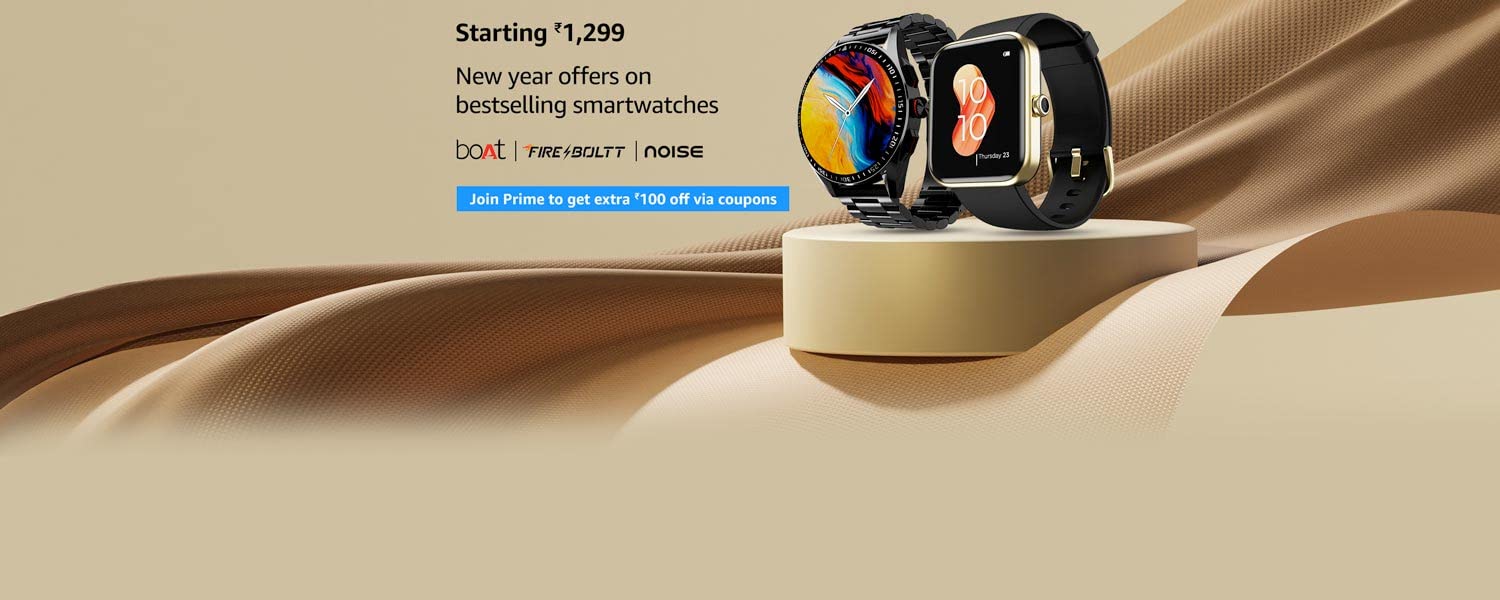 Starting ₹1,299
New year offers on
bestselling smartwatches
boAt | FIRE-BOLTT | NOISE
Join Prime to get extra ₹100 off via coupons
10
10
Thursday 23